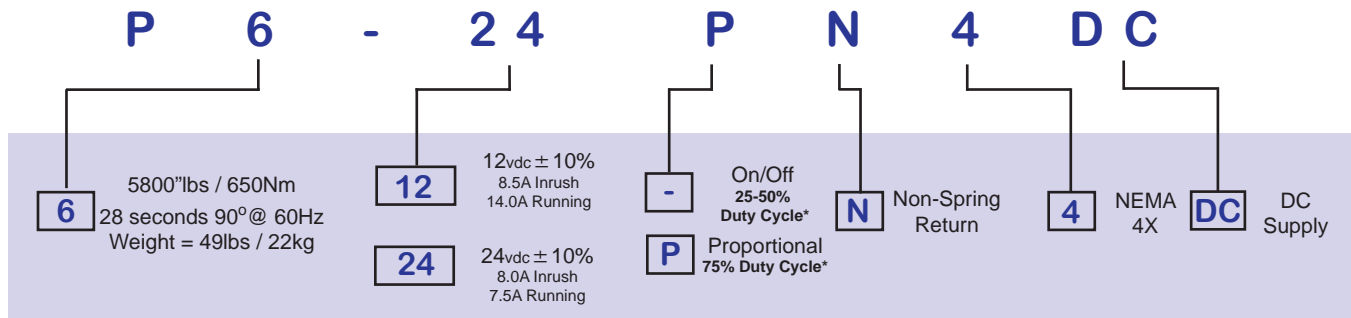 P 6 - 2 4 P N 4 D C
6
5800"lbs / 650Nm
28 seconds 90°@ 60Hz
Weight = 49lbs / 22kg
12
12vdc ± 10%
8.5A Inrush
14.0A Running
24
24vdc ± 10%
8.0A Inrush
7.5A Running
-
On/Off
25-50%
Duty Cycle*
P
Proportional
75% Duty Cycle*
N
Non-Spring
Return
4
NEMA
4X
DC
DC
Supply